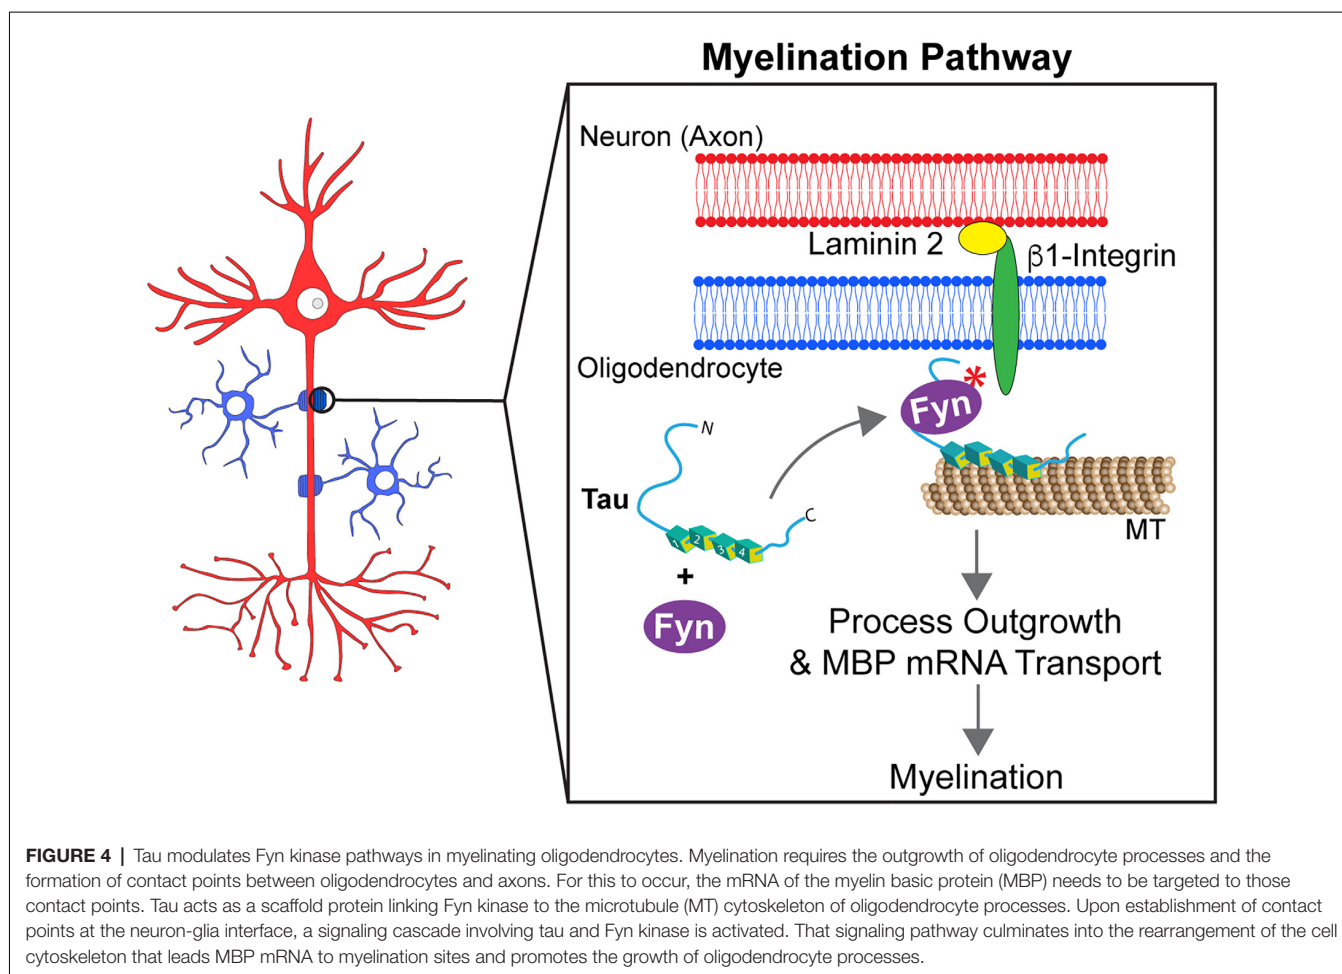 Myelination Pathway
Neuron (Axon)
Laminin 2
β1-Integrin
Oligodendrocyte
*
Fyn
N
Tau
C
1 2 3 4
MT
+
Fyn
Process Outgrowth
& MBP mRNA Transport
Myelination
FIGURE 4 | Tau modulates Fyn kinase pathways in myelinating oligodendrocytes. Myelination requires the outgrowth of oligodendrocyte processes and the
formation of contact points between oligodendrocytes and axons. For this to occur, the mRNA of the myelin basic protein (MBP) needs to be targeted to those
contact points. Tau acts as a scaffold protein linking Fyn kinase to the microtubule (MT) cytoskeleton of oligodendrocyte processes. Upon establishment of contact
points at the neuron-glia interface, a signaling cascade involving tau and Fyn kinase is activated. That signaling pathway culminates into the rearrangement of the cell
cytoskeleton that leads MBP mRNA to myelination sites and promotes the growth of oligodendrocyte processes.